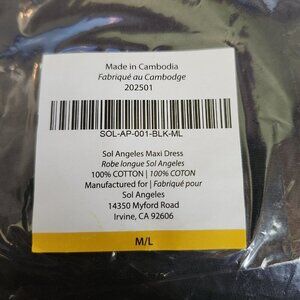 Made in Cambodia
Fabriqué au Cambodge
202501
SOL-AP-001-BLK-ML
Sol Angeles Maxi Dress
Robe longue Sol Angeles
100% COTTON | 100% COTON
Manufactured for | Fabriqué pour
Sol Angeles
14350 Myford Road
Irvine, CA 92606
M/L